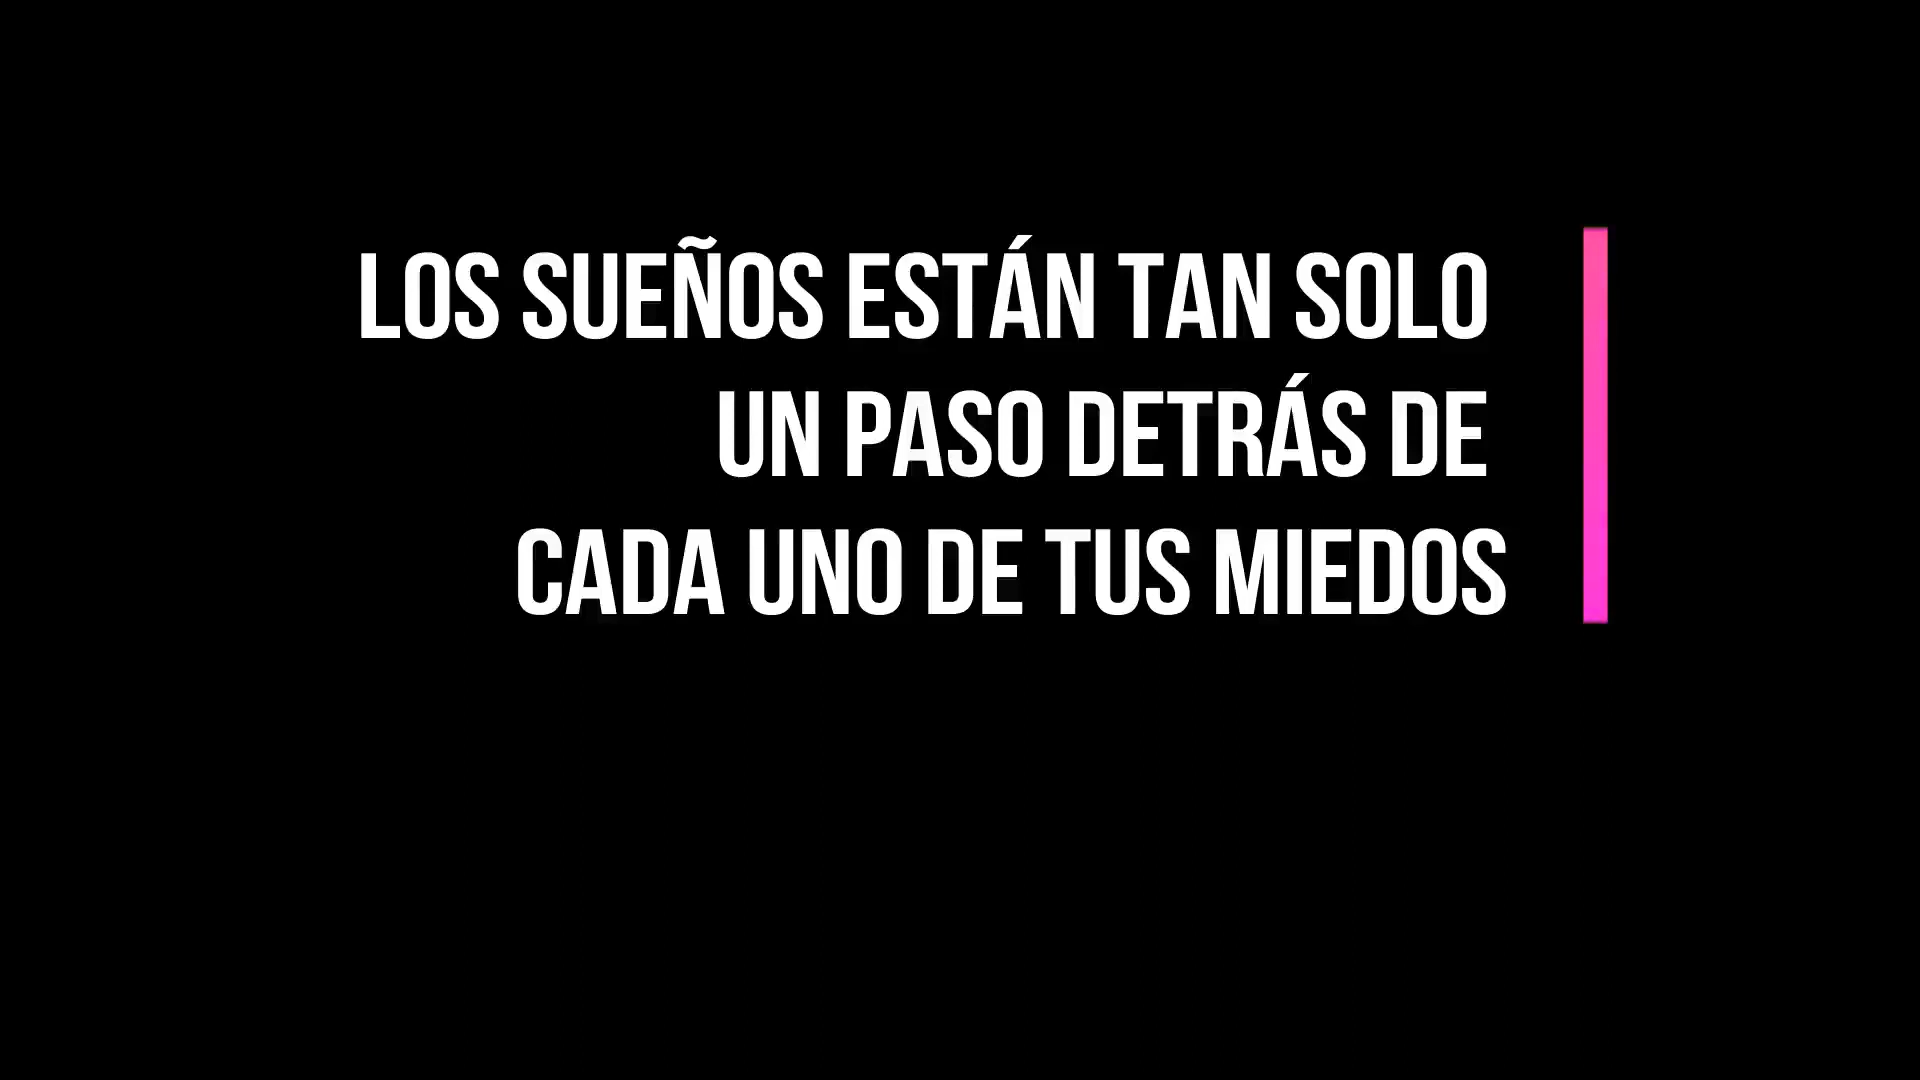 LOS SUEÑOS ESTÁN TAN SOLO
UN PASO DETRÁS DE
CADA UNO DE TUS MIEDOS